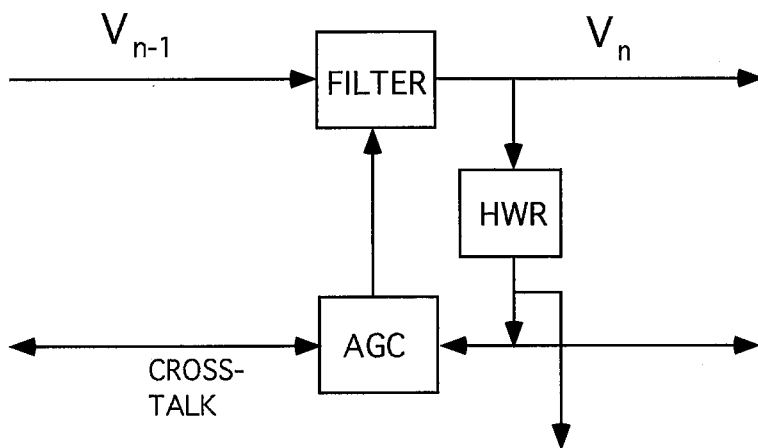 V n-1
V n
FILTER
HWR
AGC
CROSS-
TALK